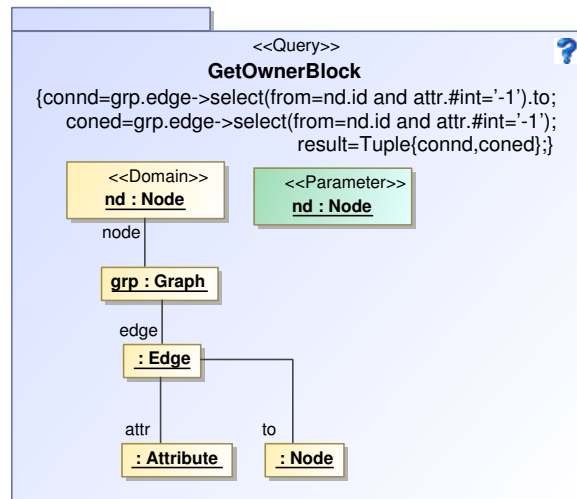 <<Query>>
GetOwnerBlock
{connd=grp.edge->select(from=nd.id and attr.#int='-1').to;
coned=grp.edge->select(from=nd.id and attr.#int='-1');
result=Tuple{connd,coned};}
<<Domain>>
nd : Node
<<Parameter>>
nd : Node
node
grp : Graph
edge
: Edge
attr
to
: Attribute
: Node